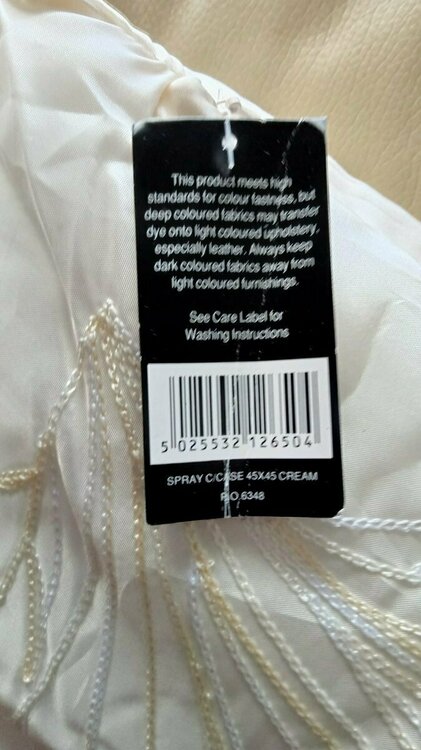 This product meets high
standards for colour fastness, but
deep coloured fabrics may transfer
dye onto light coloured upholstery,
especially leather. Always keep
dark coloured fabrics away from
light coloured furnishings.
See Care Label for
Washing Instructions
5 025532 126504
SPRAY C/CASE 45X45 CREAM
P.O.6348